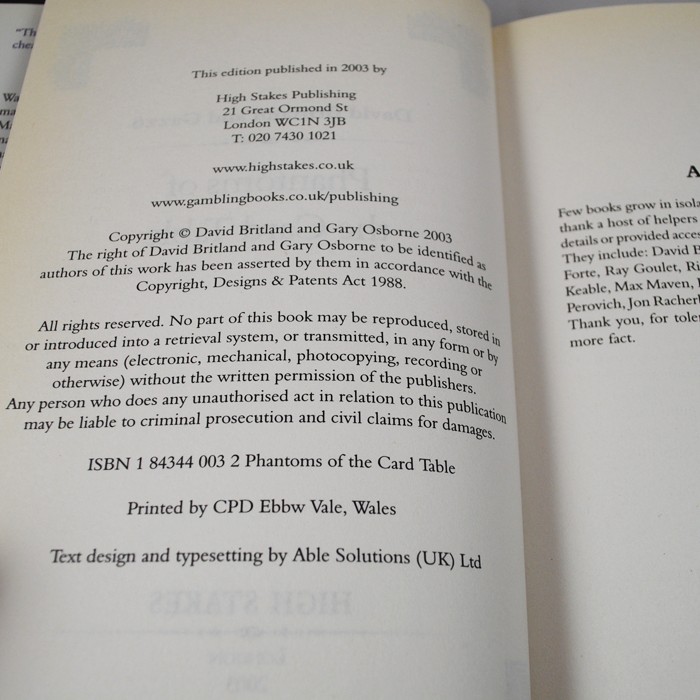 This edition published in 2003 by
High Stakes Publishing
21 Great Ormond St
London WC1N 3JB
T: 020 7430 1021
www.highstakes.co.uk
www.gamblingbooks.co.uk/publishing
Copyright © David Britland and Gary Osborne 2003
The right of David Britland and Gary Osborne to be identified as
authors of this work has been asserted by them in accordance with the
Copyright, Designs & Patents Act 1988.
All rights reserved. No part of this book may be reproduced, stored in
or introduced into a retrieval system, or transmitted, in any form or by
any means (electronic, mechanical, photocopying, recording or
otherwise) without the written permission of the publishers.
Any person who does any unauthorised act in relation to this publication
may be liable to criminal prosecution and civil claims for damages.
ISBN 1 84344 003 2 Phantoms of the Card Table
Printed by CPD Ebbw Vale, Wales
Text design and typesetting by Able Solutions (UK) Ltd
HIGH STAKES
A
Few books grow in isola
thank a host of helpers
details or provided acces
They include: David B
Forte, Ray Goulet, Ri
Keable, Max Maven,
Perovich, Jon Racherl
Thank you, for toler
more fact.